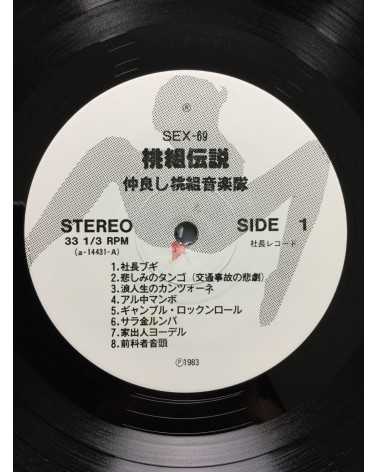 Ⓡ
SEX-69
桃組伝説
仲良し桃組音楽隊
STEREO
33 1/3 RPM
(a-14431-A)
SIDE 1
社長レコード
1.社長ブギ
2.悲しみのタンゴ（交通事故の悲劇）
3.浪人生のカンツォーネ
4.アル中マンボ
5.ギャンブル・ロックンロール
6.サラ金ルンバ
7.家出人ヨーデル
8.前科者音頭
Ⓟ1983